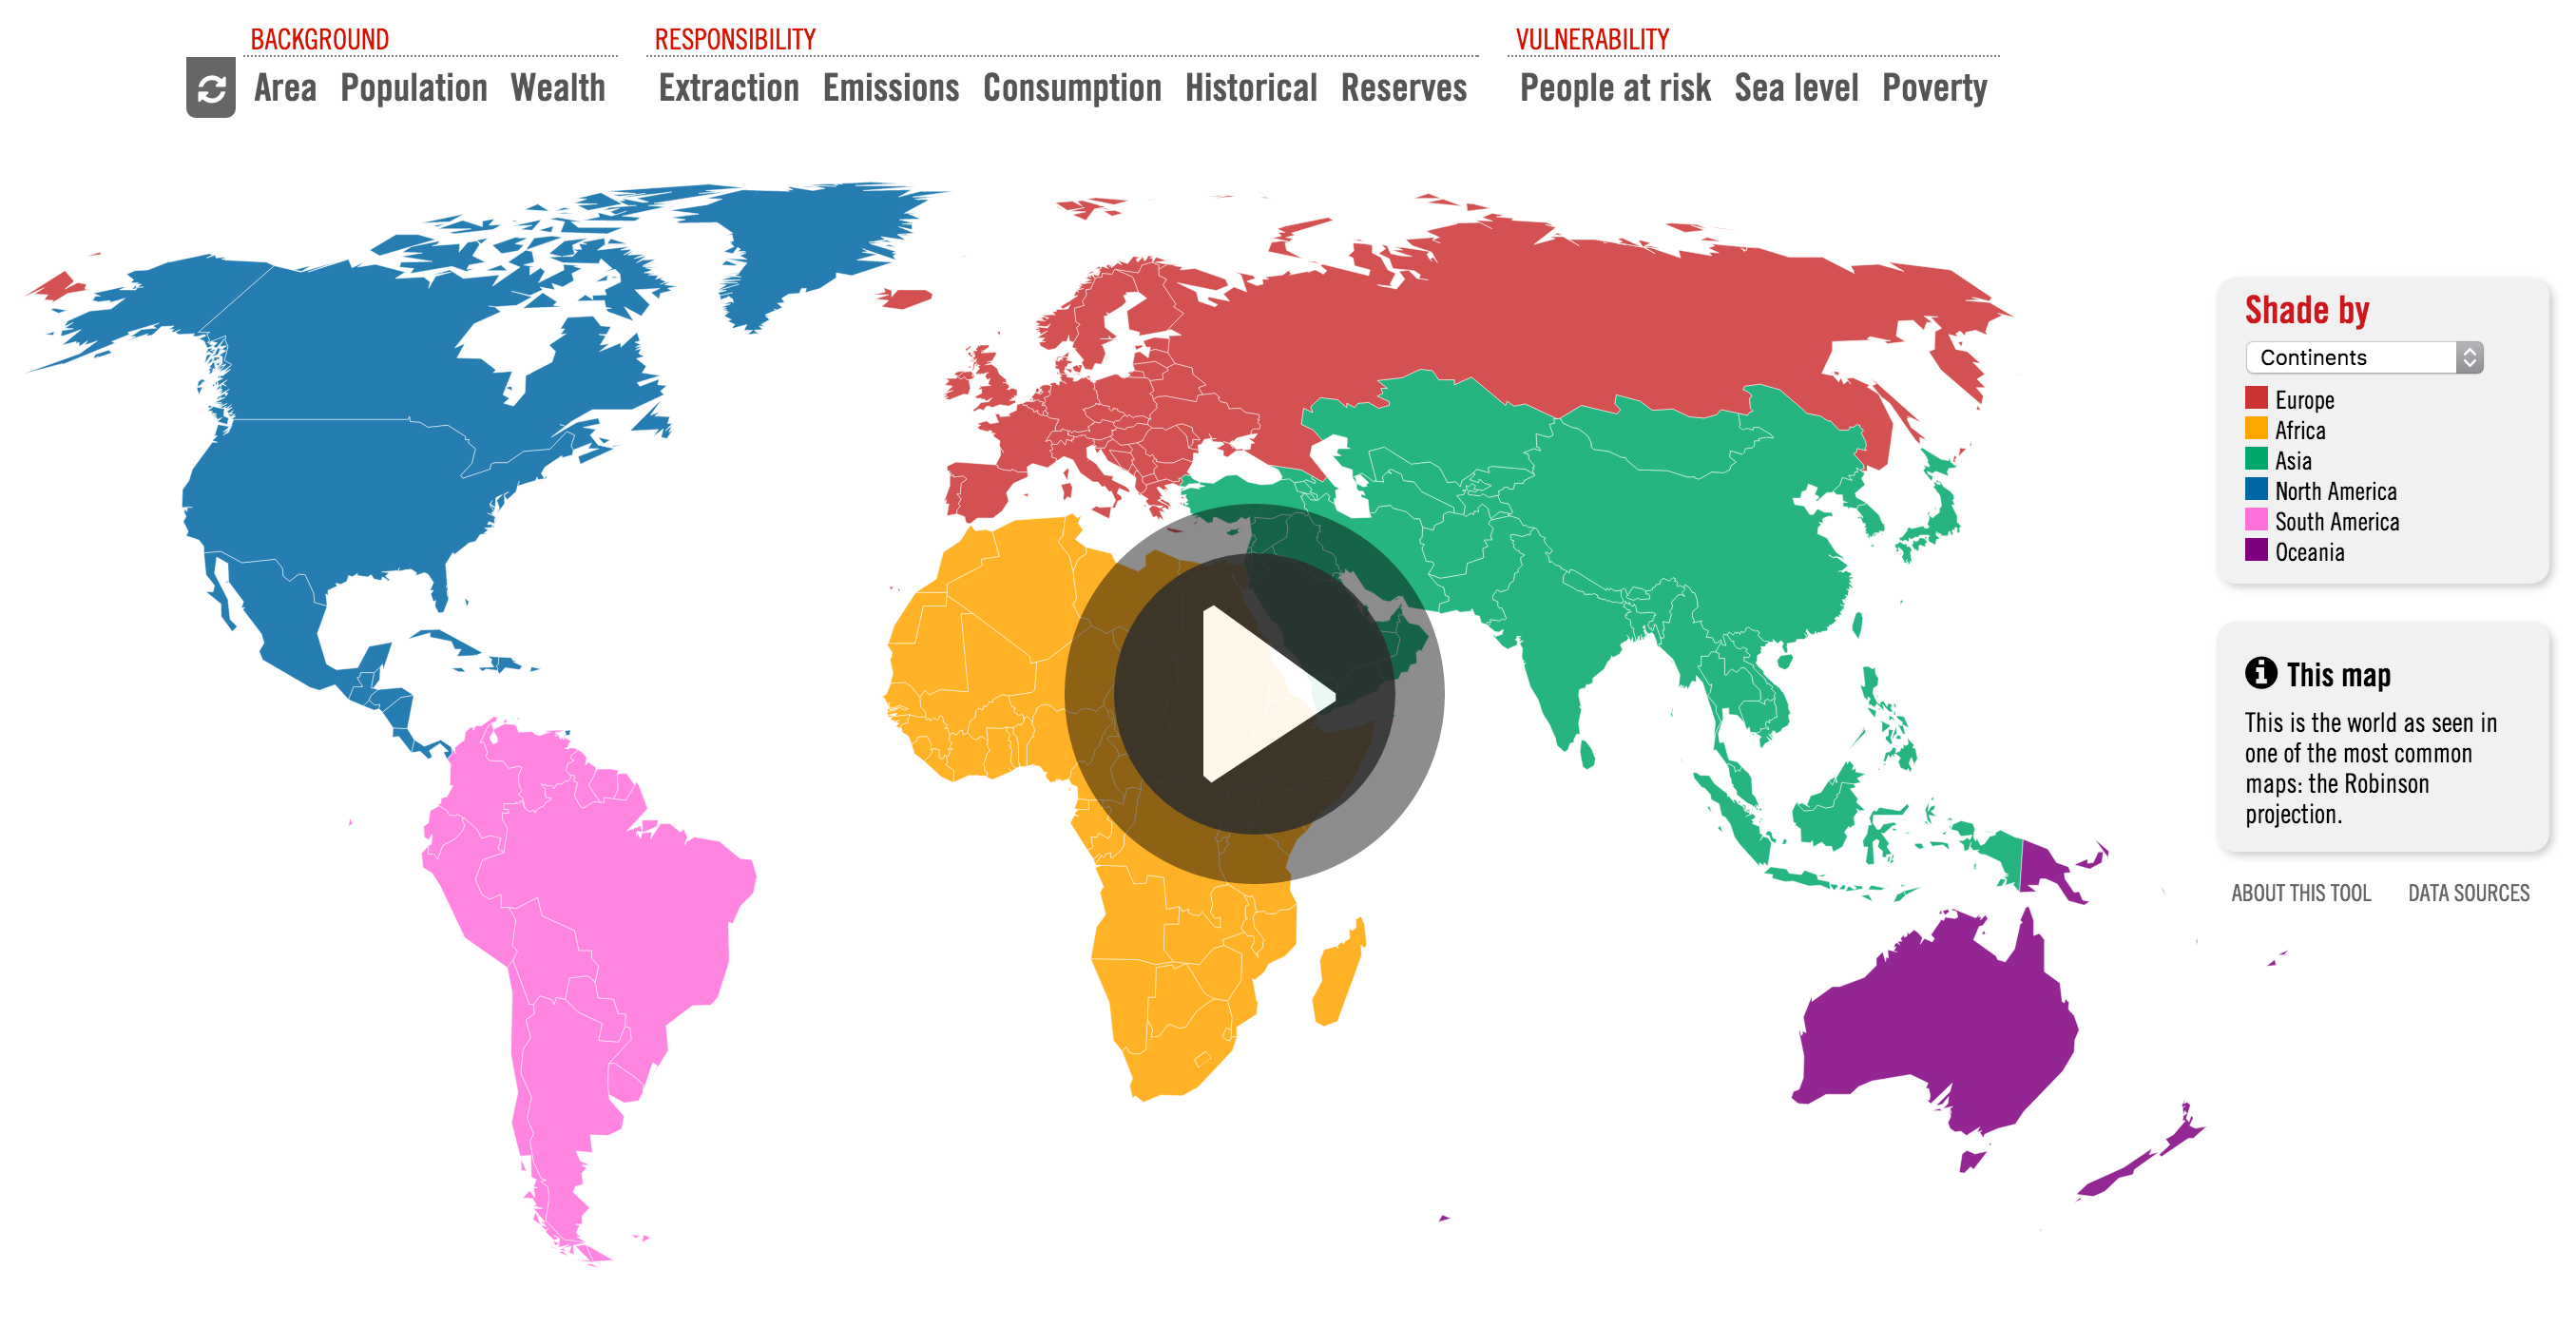 BACKGROUND
RESPONSIBILITY
VULNERABILITY
Area Population Wealth
Extraction Emissions Consumption Historical Reserves
People at risk Sea level Poverty
Shade by
Continents
Europe
Africa
Asia
North America
South America
Oceania
This map
This is the world as seen in
one of the most common
maps: the Robinson
projection.
ABOUT THIS TOOL
DATA SOURCES